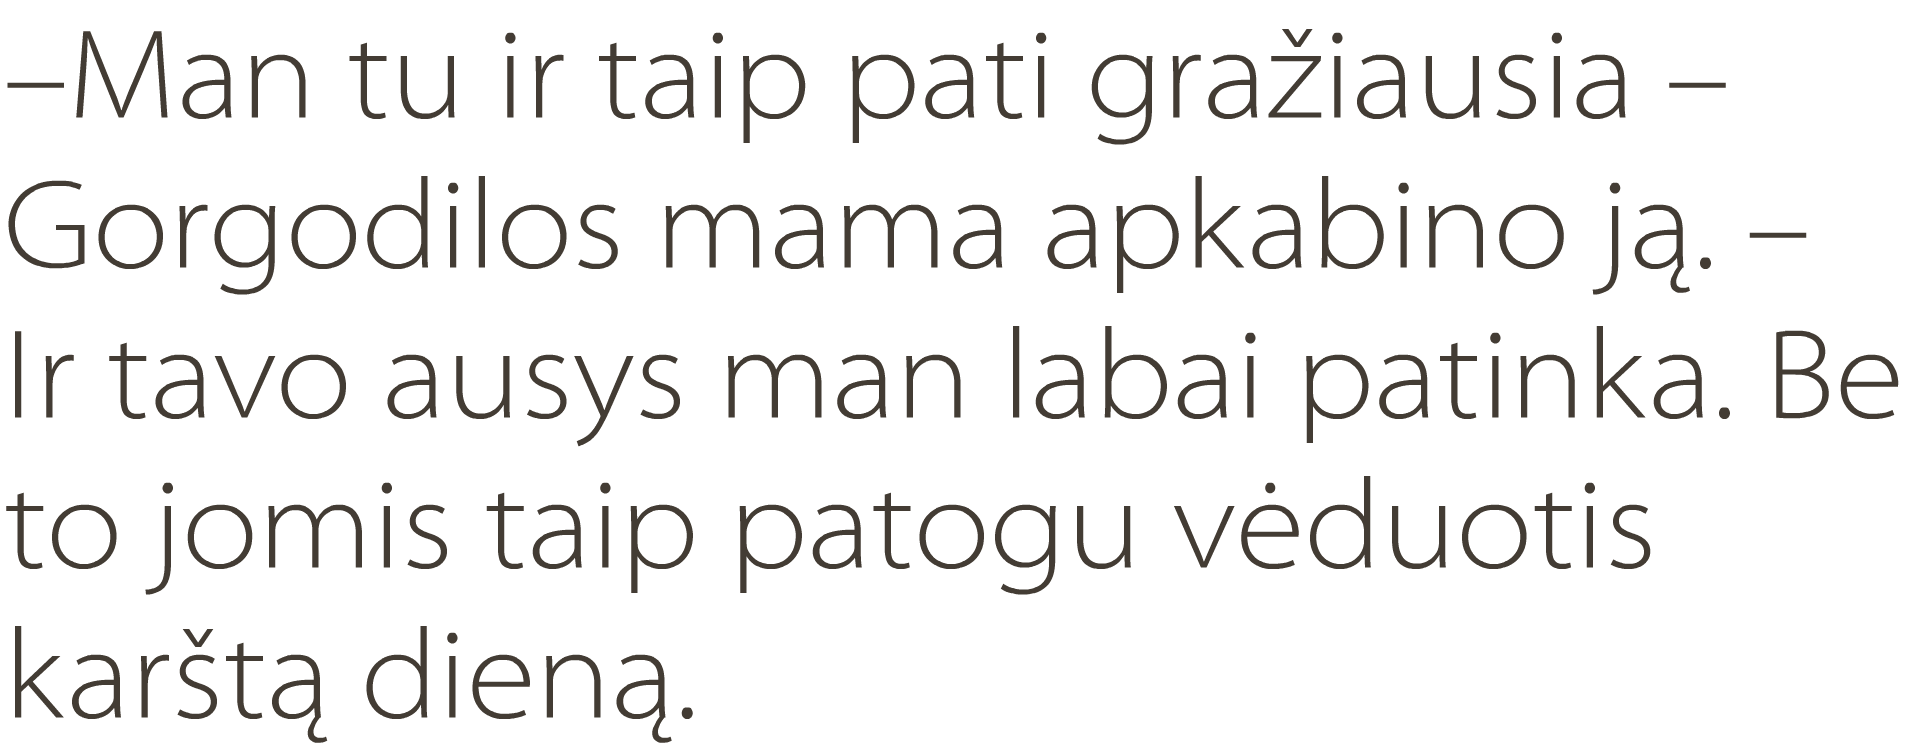 –Man tu ir taip pati gražiausia –
Gorgodilos mama apkabino ją. –
Ir tavo ausys man labai patinka. Be
to jomis taip patogu vėduotis
karštą dieną.